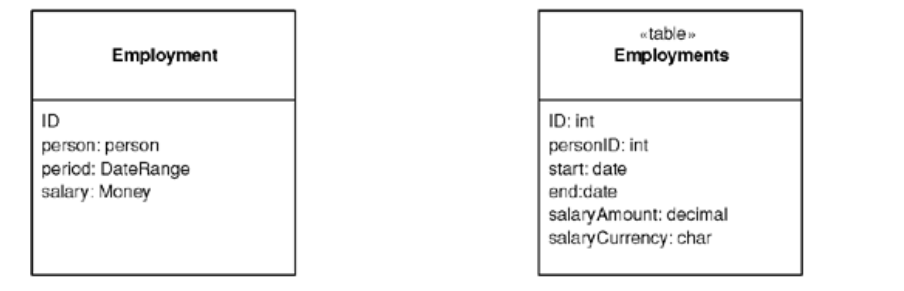 Employment
ID
person: person
period: DateRange
salary: Money
«table»
Employments
ID: int
personID: int
start: date
end:date
salaryAmount: decimal
salaryCurrency: char